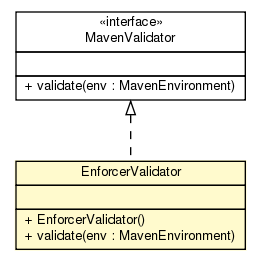 «interface»
MavenValidator
+ validate(env : MavenEnvironment)
EnforcerValidator
+ EnforcerValidator()
+ validate(env : MavenEnvironment)